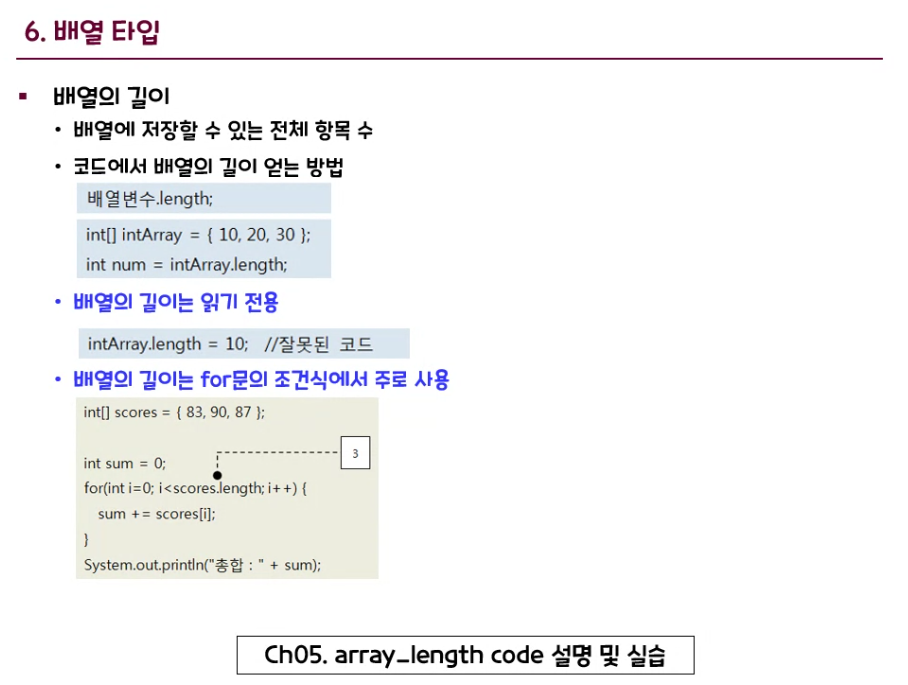 6. 배열 타입
배열의 길이
배열에 저장할 수 있는 전체 항목 수
코드에서 배열의 길이 얻는 방법
배열변수.length;
int[] intArray = { 10, 20, 30 };
int num = intArray.length;
배열의 길이는 읽기 전용
intArray.length = 10; //잘못된 코드
배열의 길이는 for문의 조건식에서 주로 사용
int[] scores = { 83, 90, 87 };
3
int sum = 0;
for(int i=0; i<scores.length; i++) {
sum += scores[i];
}
System.out.println("총합 : " + sum);
Ch05. array_length code 설명 및 실습